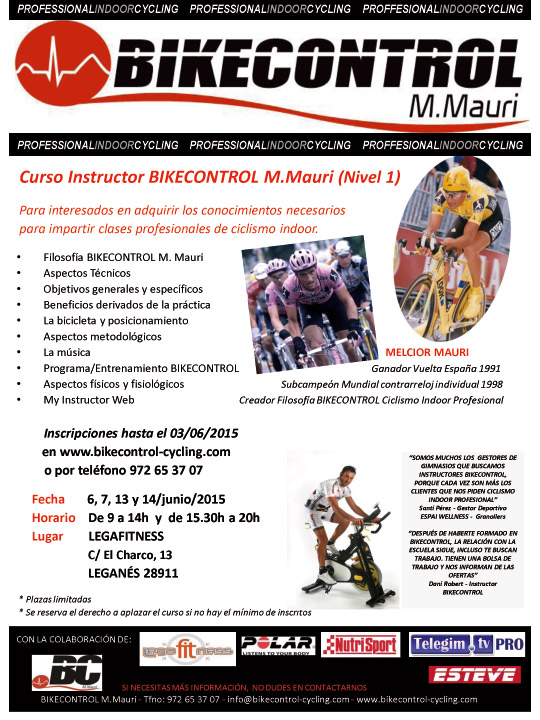 PROFESSIONALINDOORCYCLING PROFFESSIONALINDOORCYCLING PROFFESSIONALINDOORCYCLING
BIKECONTROL
M.Mauri
PROFESSIONALINDOORCYCLING PROFFESSIONALINDOORCYCLING PROFFESSIONALINDOORCYCLING
Curso Instructor BIKECONTROL M.Mauri (Nivel 1)
Para interesados en adquirir los conocimientos necesarios
para impartir clases profesionales de ciclismo indoor.
• Filosofía BIKECONTROL M. Mauri
• Aspectos Técnicos
• Objetivos generales y específicos
• Beneficios derivados de la práctica
• La bicicleta y posicionamiento
• Aspectos metodológicos
• La música
• Programa/Entrenamiento BIKECONTROL
• Aspectos físicos y fisiológicos
• My Instructor Web
MELCIOR MAURI
Ganador Vuelta España 1991
Subcampeón Mundial contrarreloj individual 1998
Creador Filosofía BIKECONTROL Ciclismo Indoor Profesional
Inscripciones hasta el 03/06/2015
en www.bikecontrol-cycling.com
o por teléfono 972 65 37 07
Fecha 6, 7, 13 y 14/junio/2015
Horario De 9 a 14h y de 15.30h a 20h
Lugar LEGAFITNESS
C/ El Charco, 13
LEGANÉS 28911
"SOMOS MUCHOS LOS GESTORES DE
GIMNASIOS QUE BUSCAMOS
INSTRUCTORES BIKECONTROL,
PORQUE CADA VEZ SON MÁS LOS
CLIENTES QUE NOS PIDEN CICLISMO
INDOOR PROFESIONAL"
Santi Pérez - Gestor Deportivo
ESPAI WELLNESS - Granollers
"DESPUÉS DE HABERTE FORMADO EN
BIKECONTROL, LA RELACIÓN CON LA
ESCUELA SIGUE, INCLUSO TE BUSCAN
TRABAJO. TIENEN UNA BOLSA DE
TRABAJO Y NOS INFORMAN DE LAS
OFERTAS"
Dani Robert - Instructor
BIKECONTROL
* Plazas limitadas
* Se reserva el derecho a aplazar el curso si no hay el mínimo de inscritos
CON LA COLABORACIÓN DE:
legafitness
POLAR
LISTEN TO YOUR BODY
NutriSport
Telegim.tv PRO
BC
ESTEVE
SI NECESITAS MÁS INFORMACIÓN, NO DUDES EN CONTACTARNOS
BIKECONTROL M.Mauri - Tfno: 972 65 37 07 - info@bikecontrol-cycling.com - www.bikecontrol-cycling.com